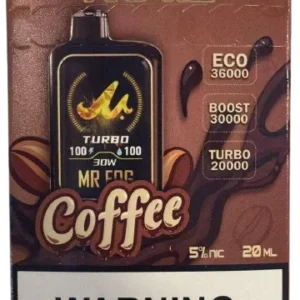 ECO
36000
BOOST
30000
TURBO
20000
TURBO
100 100
30W
MR FOG
Coffee
5% NIC 20 ML
WARNING